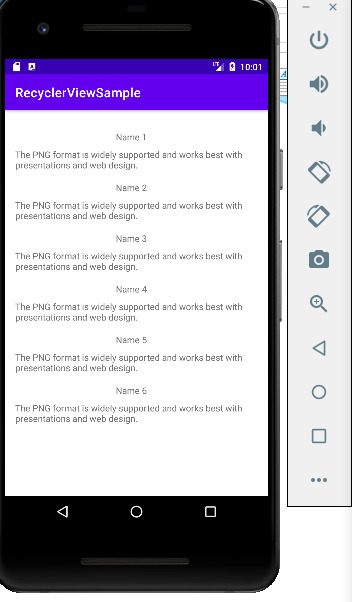 LTE 10:01
RecyclerViewSample
Name 1
The PNG format is widely supported and works best with
presentations and web design.
Name 2
The PNG format is widely supported and works best with
presentations and web design.
Name 3
The PNG format is widely supported and works best with
presentations and web design.
Name 4
The PNG format is widely supported and works best with
presentations and web design.
Name 5
The PNG format is widely supported and works best with
presentations and web design.
Name 6
The PNG format is widely supported and works best with
presentations and web design.